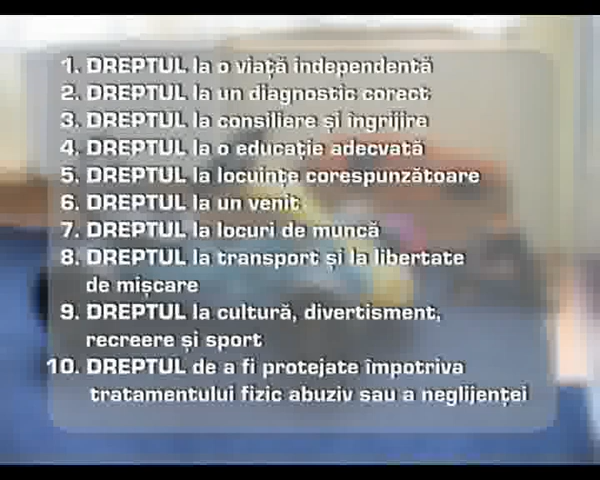 1. DREPTUL la o viață independentă
2. DREPTUL la un diagnostic corect
3. DREPTUL la consiliere și îngrijire
4. DREPTUL la o educație adecvată
5. DREPTUL la locuințe corespunzătoare
6. DREPTUL la un venit
7. DREPTUL la locuri de muncă
8. DREPTUL la transport și la libertate
de mișcare
9. DREPTUL la cultură, divertisment,
recreere și sport
10. DREPTUL de a fi protejate împotriva
tratamentului fizic abuziv sau a neglijenței